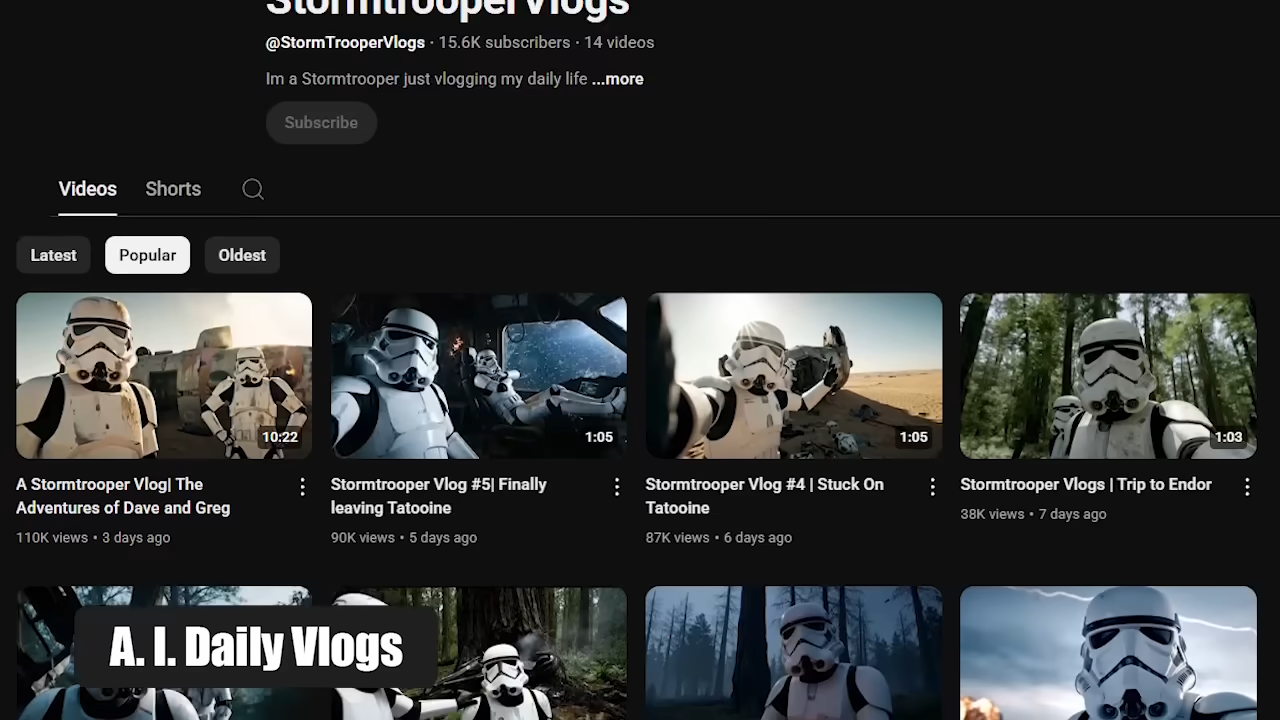 StormtrooperVlogs
@StormTrooperVlogs · 15.6K subscribers · 14 videos
Im a Stormtrooper just vlogging my daily life ...more
Subscribe
Videos Shorts
Latest Popular Oldest
10:22 1:05 1:05 1:03
A Stormtrooper Vlog| The
Adventures of Dave and Greg
110K views • 3 days ago
Stormtrooper Vlog #5| Finally
leaving Tatooine
90K views • 5 days ago
Stormtrooper Vlog #4 | Stuck On
Tatooine
87K views • 6 days ago
Stormtrooper Vlogs | Trip to Endor
38K views • 7 days ago
A. I. Daily Vlogs